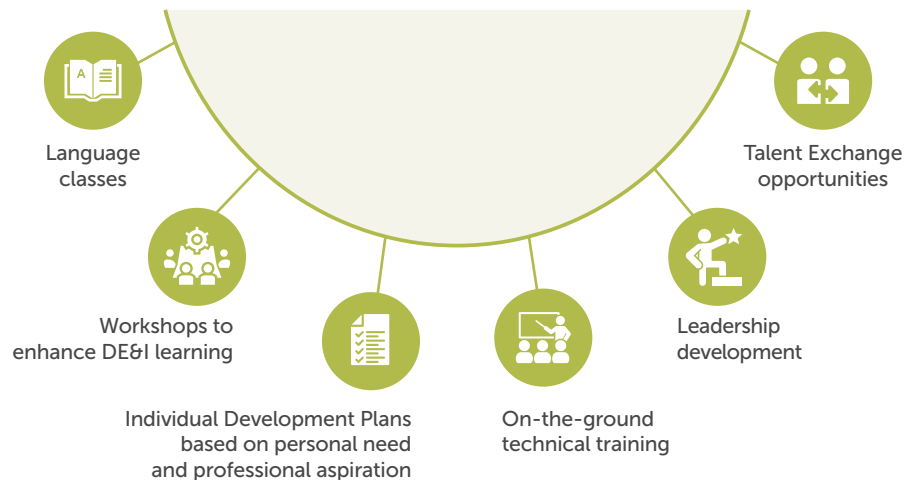 A
Language
classes
Talent Exchange
opportunities
Workshops to
enhance DE&I learning
Leadership
development
Individual Development Plans
based on personal need
and professional aspiration
On-the-ground
technical training